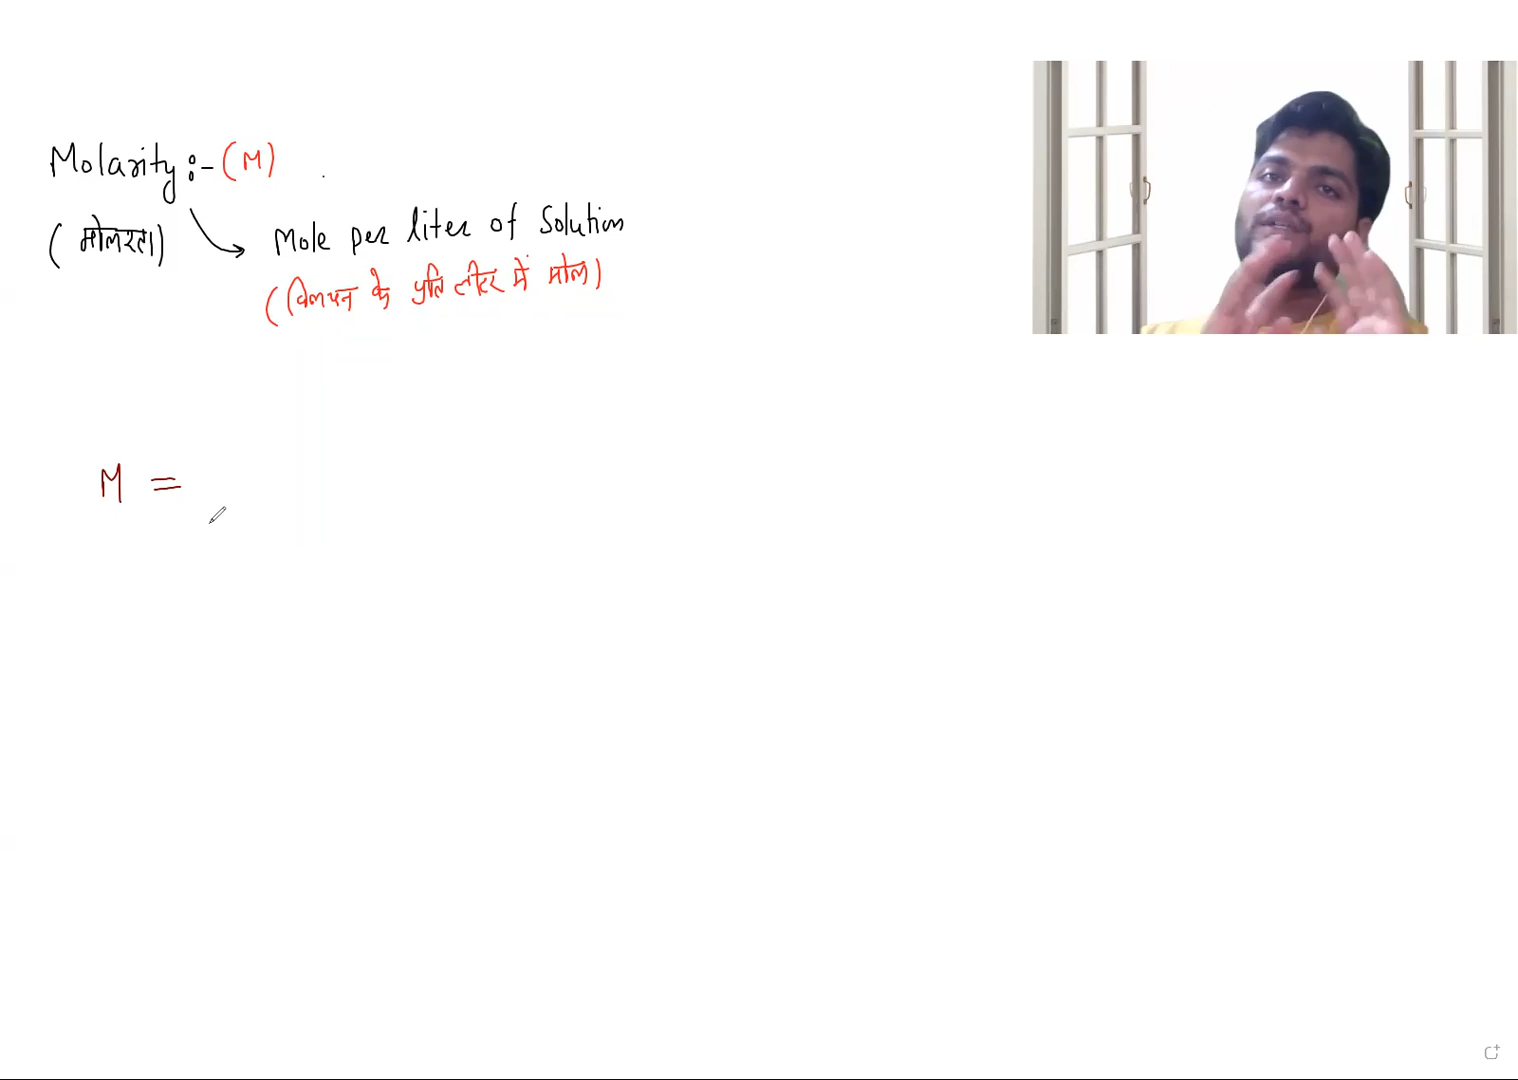 Molarity :- (M)
(मोलरता)
Mole per liter of Solution
(विलयन के प्रति लीटर में मोल)
M =